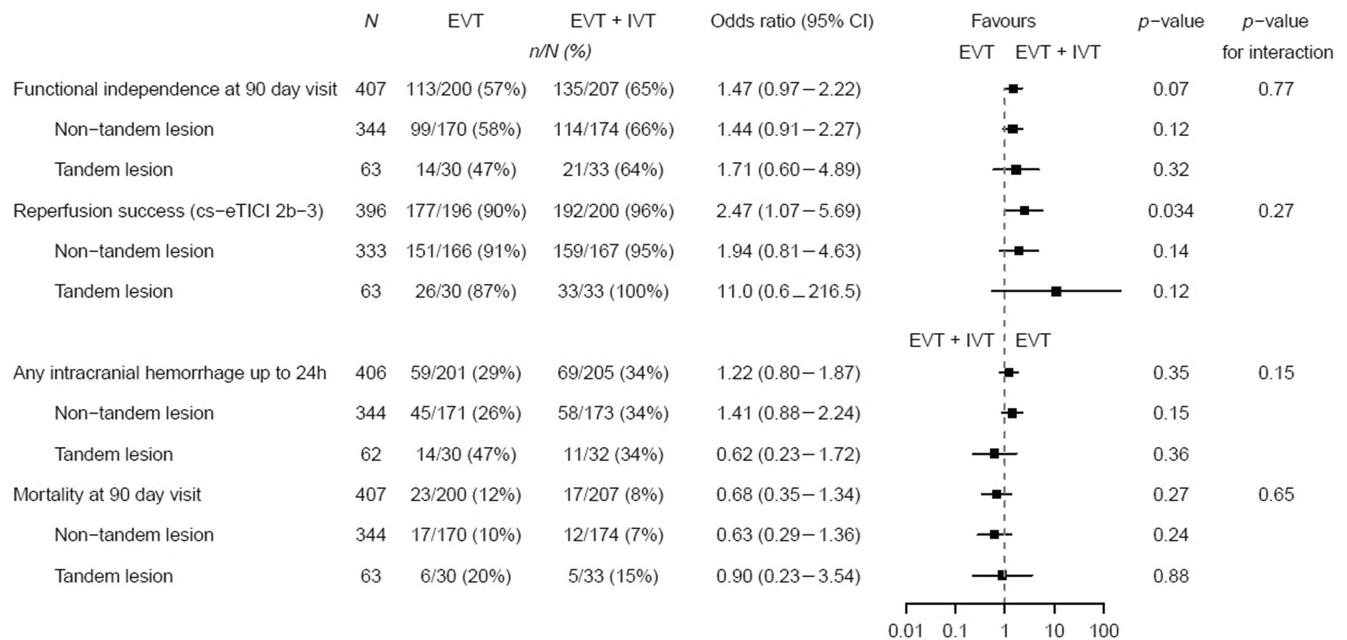 N EVT EVT + IVT Odds ratio (95% CI) Favours p−value p−value
n/N (%) EVT EVT + IVT for interaction
Functional independence at 90 day visit 407 113/200 (57%) 135/207 (65%) 1.47 (0.97−2.22) 0.07 0.77
Non−tandem lesion 344 99/170 (58%) 114/174 (66%) 1.44 (0.91−2.27) 0.12
Tandem lesion 63 14/30 (47%) 21/33 (64%) 1.71 (0.60−4.89) 0.32
Reperfusion success (cs−eTICI 2b−3) 396 177/196 (90%) 192/200 (96%) 2.47 (1.07−5.69) 0.034 0.27
Non−tandem lesion 333 151/166 (91%) 159/167 (95%) 1.94 (0.81−4.63) 0.14
Tandem lesion 63 26/30 (87%) 33/33 (100%) 11.0 (0.6−216.5) 0.12
EVT + IVT EVT
Any intracranial hemorrhage up to 24h 406 59/201 (29%) 69/205 (34%) 1.22 (0.80−1.87) 0.35 0.15
Non−tandem lesion 344 45/171 (26%) 58/173 (34%) 1.41 (0.88−2.24) 0.15
Tandem lesion 62 14/30 (47%) 11/32 (34%) 0.62 (0.23−1.72) 0.36
Mortality at 90 day visit 407 23/200 (12%) 17/207 (8%) 0.68 (0.35−1.34) 0.27 0.65
Non−tandem lesion 344 17/170 (10%) 12/174 (7%) 0.63 (0.29−1.36) 0.24
Tandem lesion 63 6/30 (20%) 5/33 (15%) 0.90 (0.23−3.54) 0.88
0.01 0.1 1 10 100